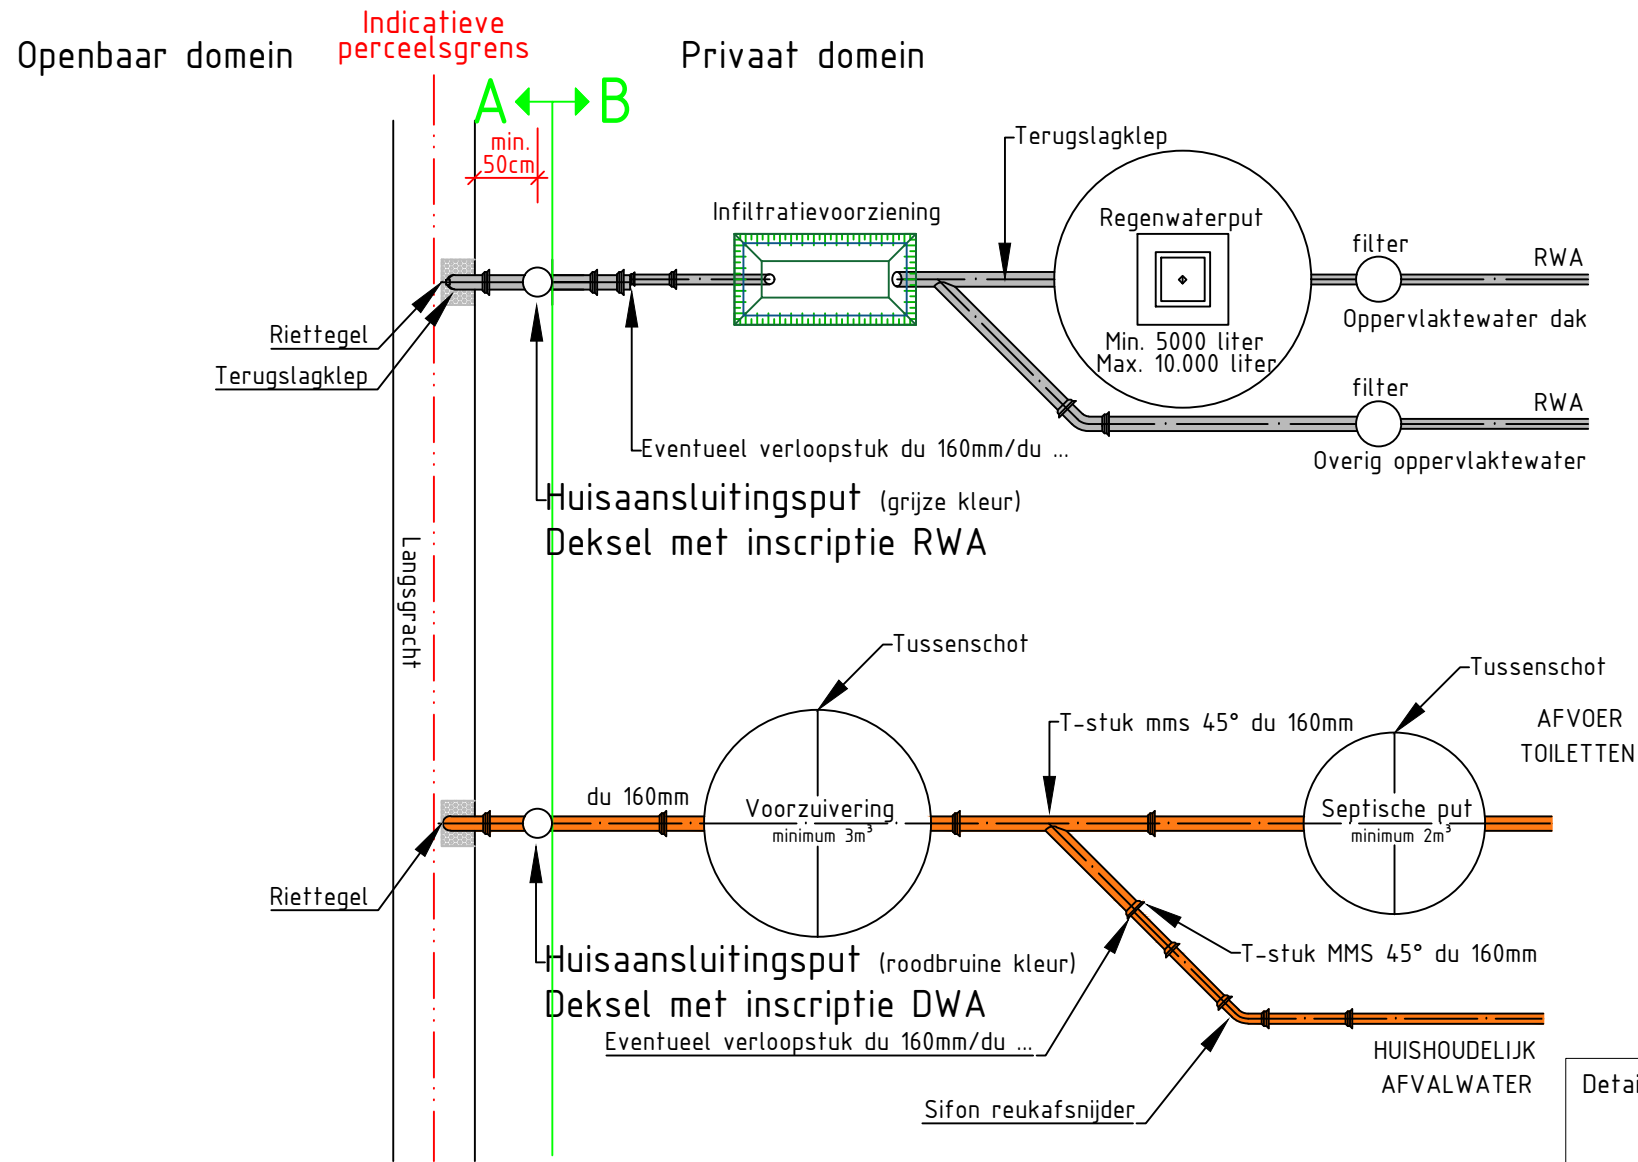 Indicatieve
perceelsgrens
Openbaar domein
Privaat domein
A
B
min.
50cm
Terugslagklep
Infiltratievoorziening
Regenwaterput
Min. 5000 liter
Max. 10.000 liter
filter
RWA
Oppervlaktewater dak
Riettegel
Terugslagklep
filter
RWA
Overig oppervlaktewater
Eventueel verloopstuk du 160mm/du ...
Huisaansluitingsput (grijze kleur)
Deksel met inscriptie RWA
Langsgracht
Tussenschot
Tussenschot
AFVOER
TOILETTEN
T-stuk mms 45° du 160mm
du 160mm
Voorzuivering
minimum 3m³
Septische put
minimum 2m³
Riettegel
Huisaansluitingsput (roodbruine kleur)
Deksel met inscriptie DWA
T-stuk MMS 45° du 160mm
Eventueel verloopstuk du 160mm/du ...
HUISHOUDELIJK
AFVALWATER
Sifon reukafsnijder
Detai